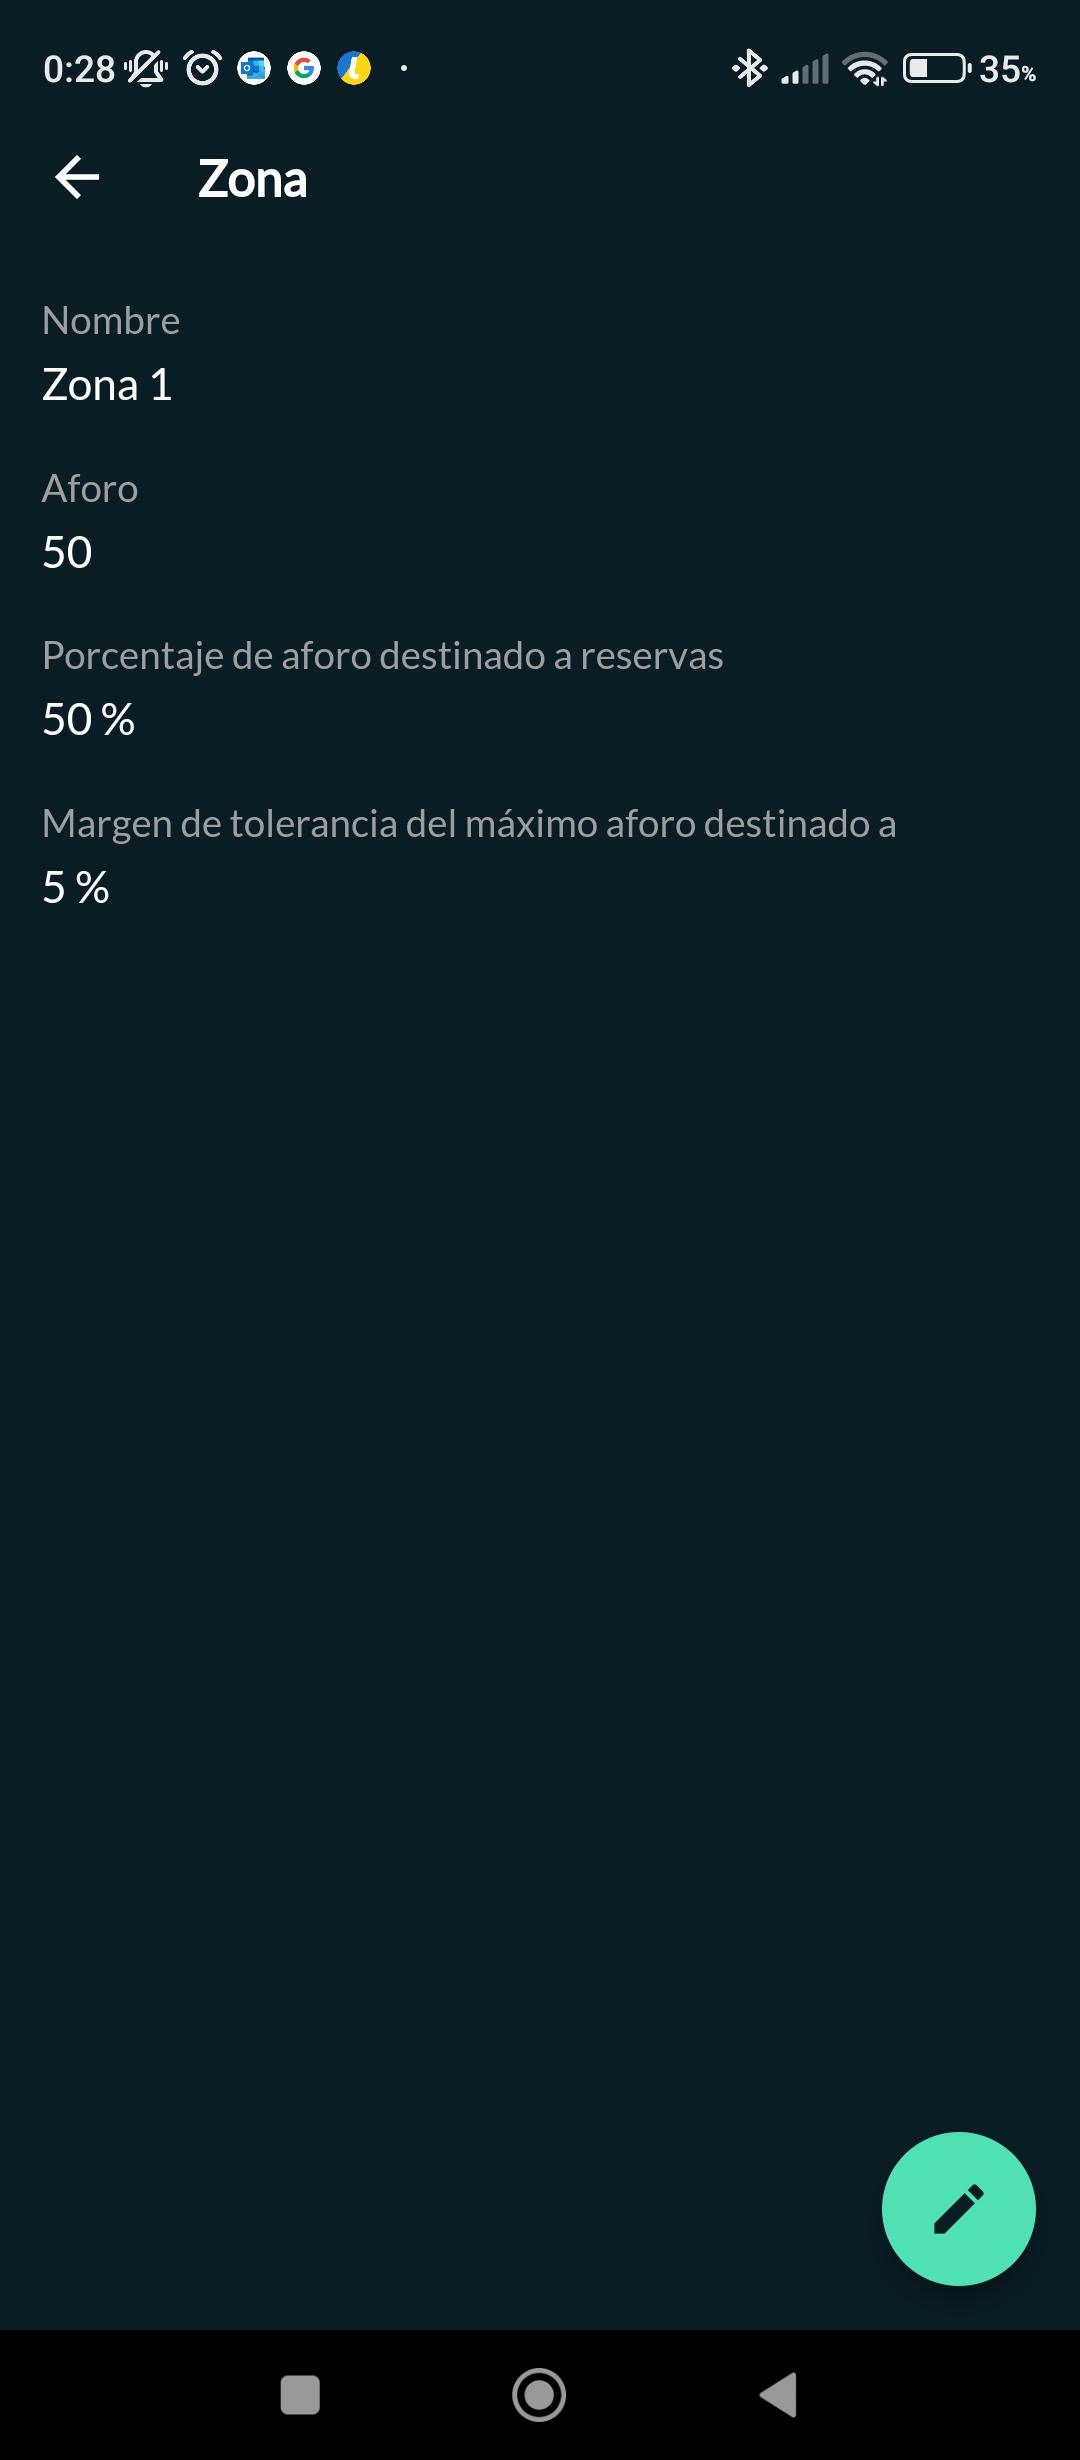 0:28 35%
Zona
Nombre
Zona 1
Aforo
50
Porcentaje de aforo destinado a reservas
50 %
Margen de tolerancia del máximo aforo destinado a
5 %